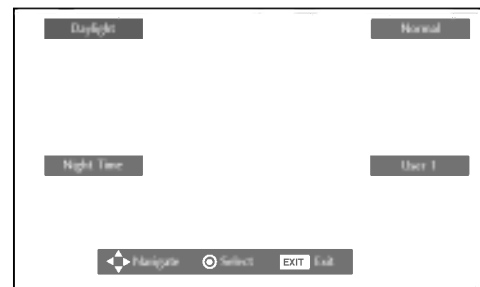 Daylight Normal
Night Time User 1
Navigate Select EXIT Exit